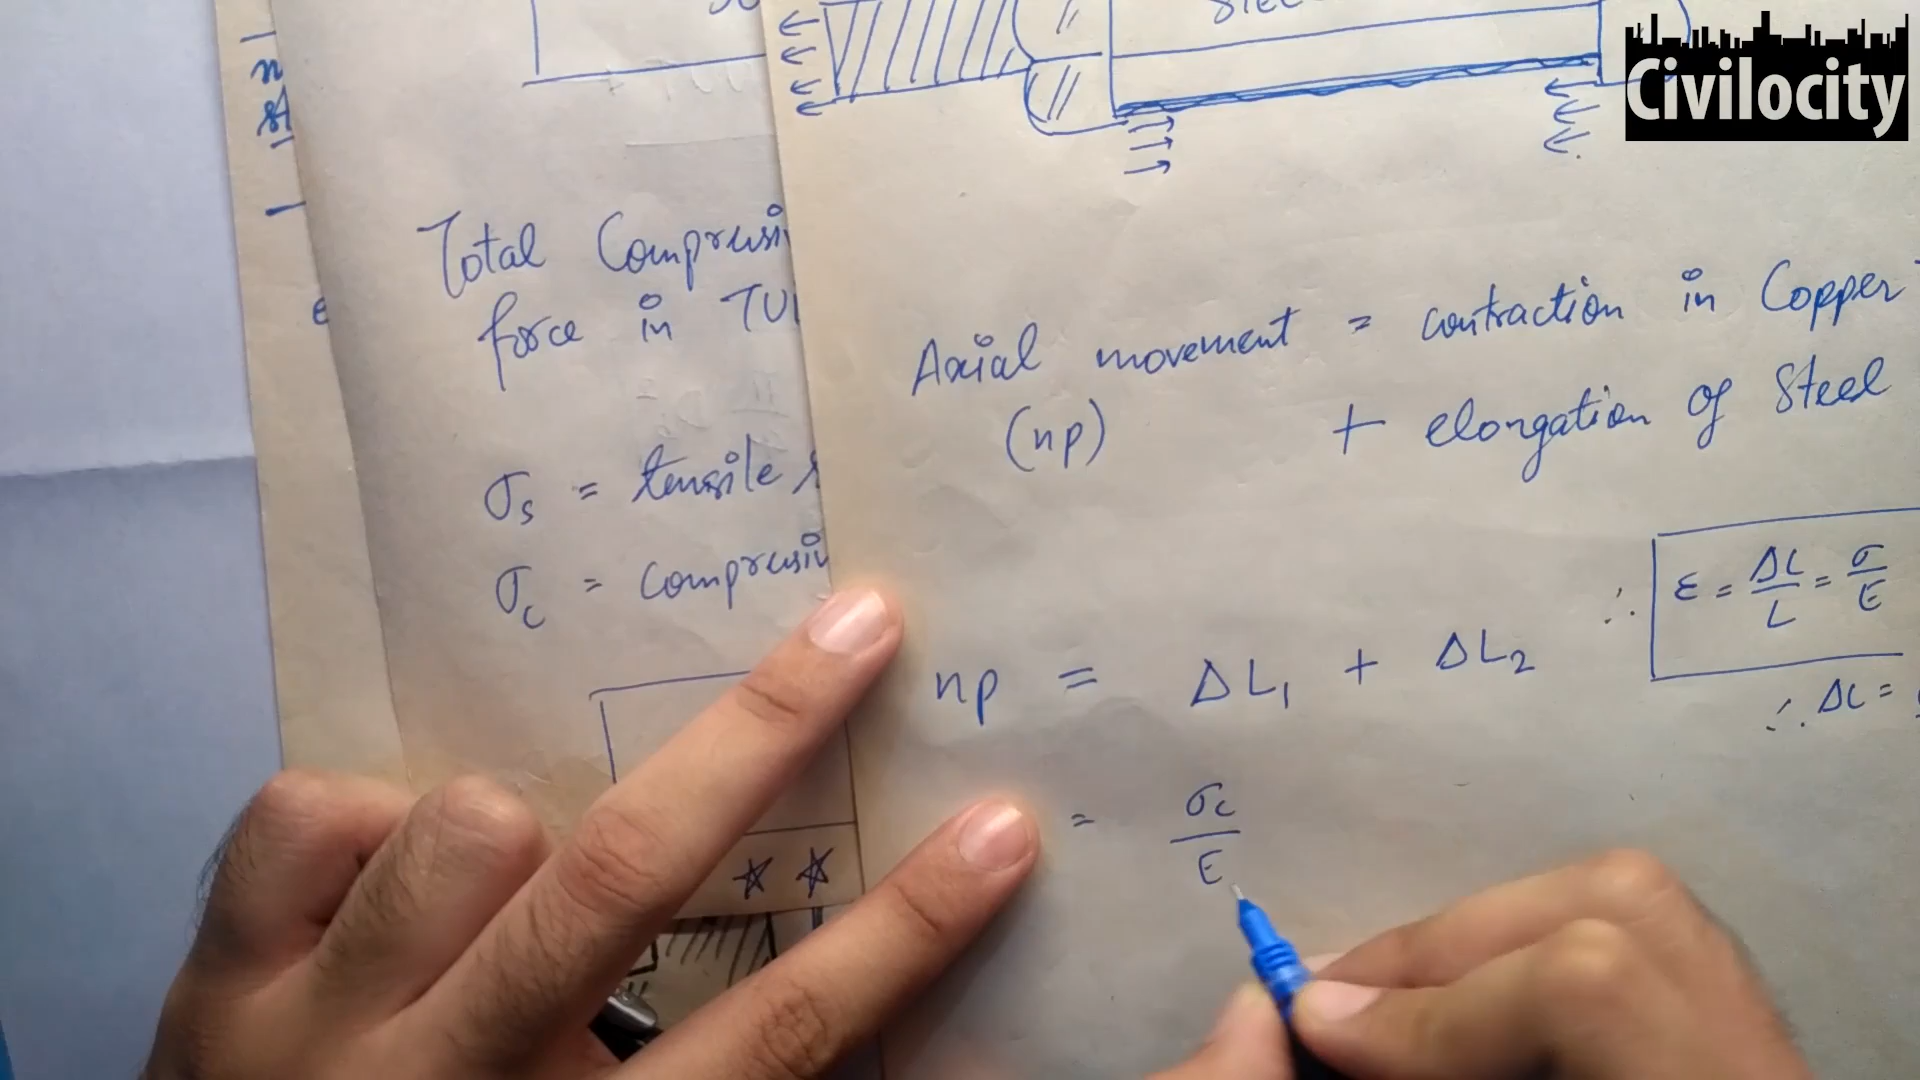 Civilocity
Total Compressi
force in TU
σs = tensile
σc = compressiv
Axial movement = contraction in Copper
(np) + elongation of Steel
∴ ε = ΔL/L = σ/E
np = ΔL1 + ΔL2
∴ ΔL =
= σc/E